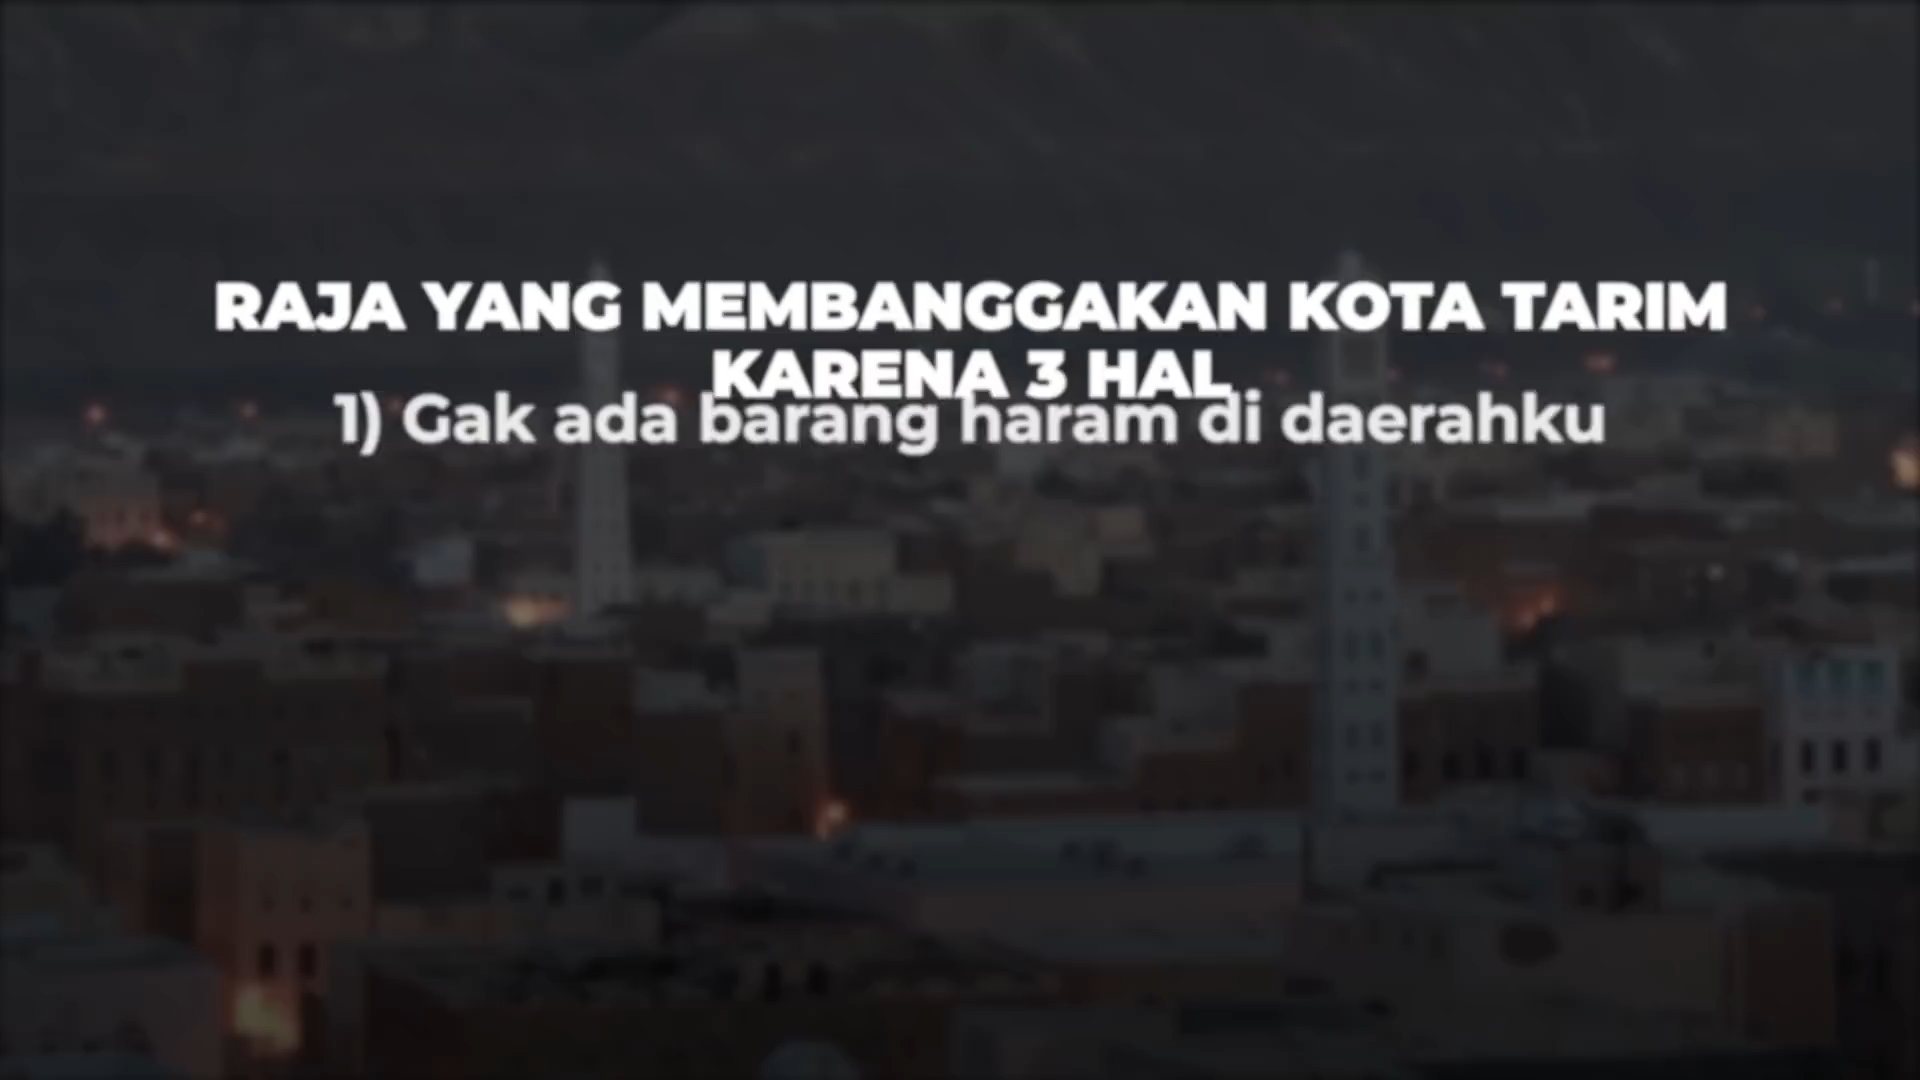 RAJA YANG MEMBANGGAKAN KOTA TARIM
KARENA 3 HAL
1) Gak ada barang haram di daerahku